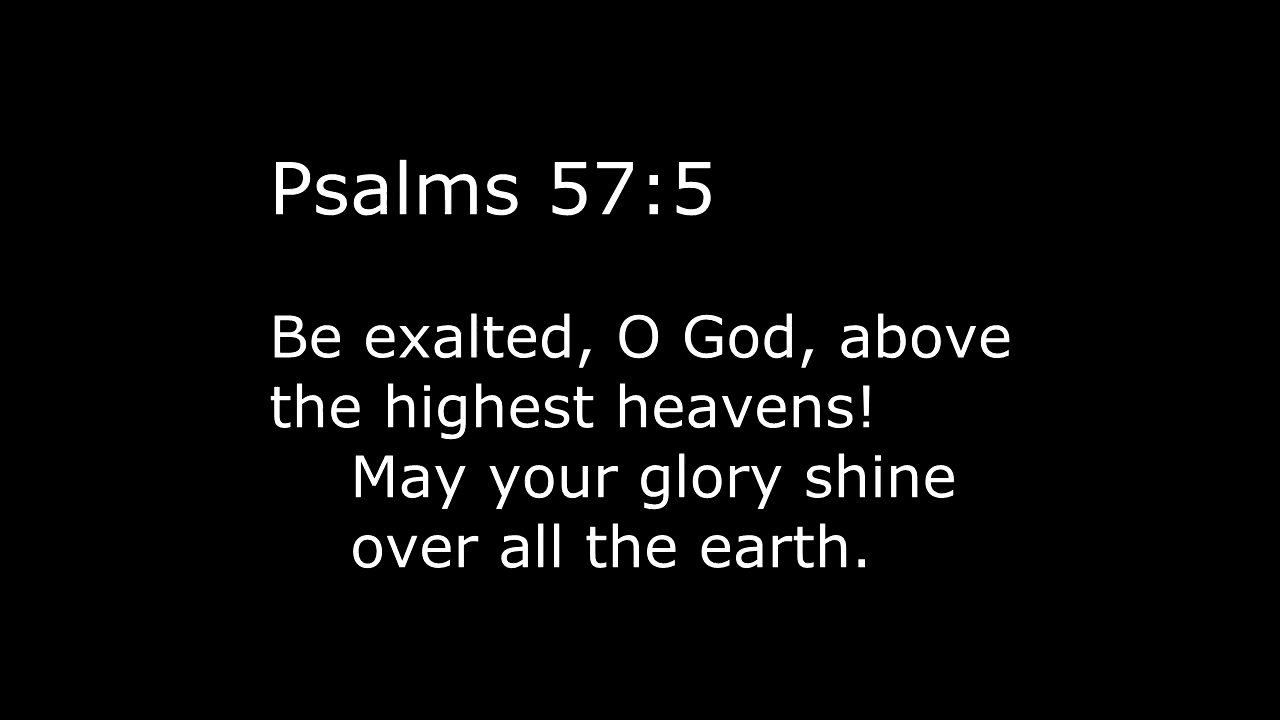 Psalms 57:5
Be exalted, O God, above
the highest heavens!
May your glory shine
over all the earth.